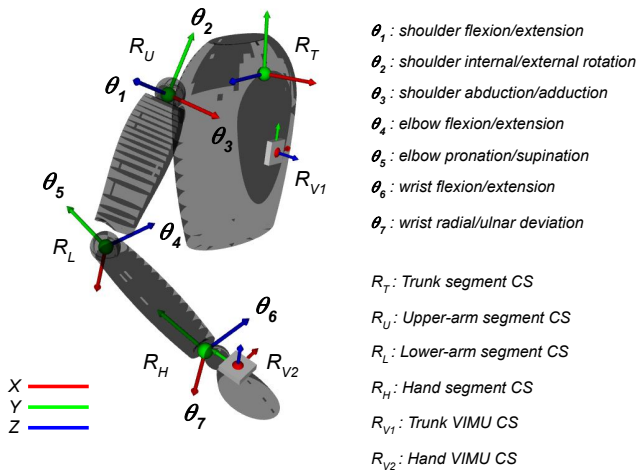 θ2
RU
RT
θ1
θ3
RV1
θ5
θ4
RL
θ6
RH
RV2
θ7
X
Y
Z
θ1 : shoulder flexion/extension
θ2 : shoulder internal/external rotation
θ3 : shoulder abduction/adduction
θ4 : elbow flexion/extension
θ5 : elbow pronation/supination
θ6 : wrist flexion/extension
θ7 : wrist radial/ulnar deviation
RT : Trunk segment CS
RU : Upper-arm segment CS
RL : Lower-arm segment CS
RH : Hand segment CS
RV1 : Trunk VIMU CS
RV2 : Hand VIMU CS